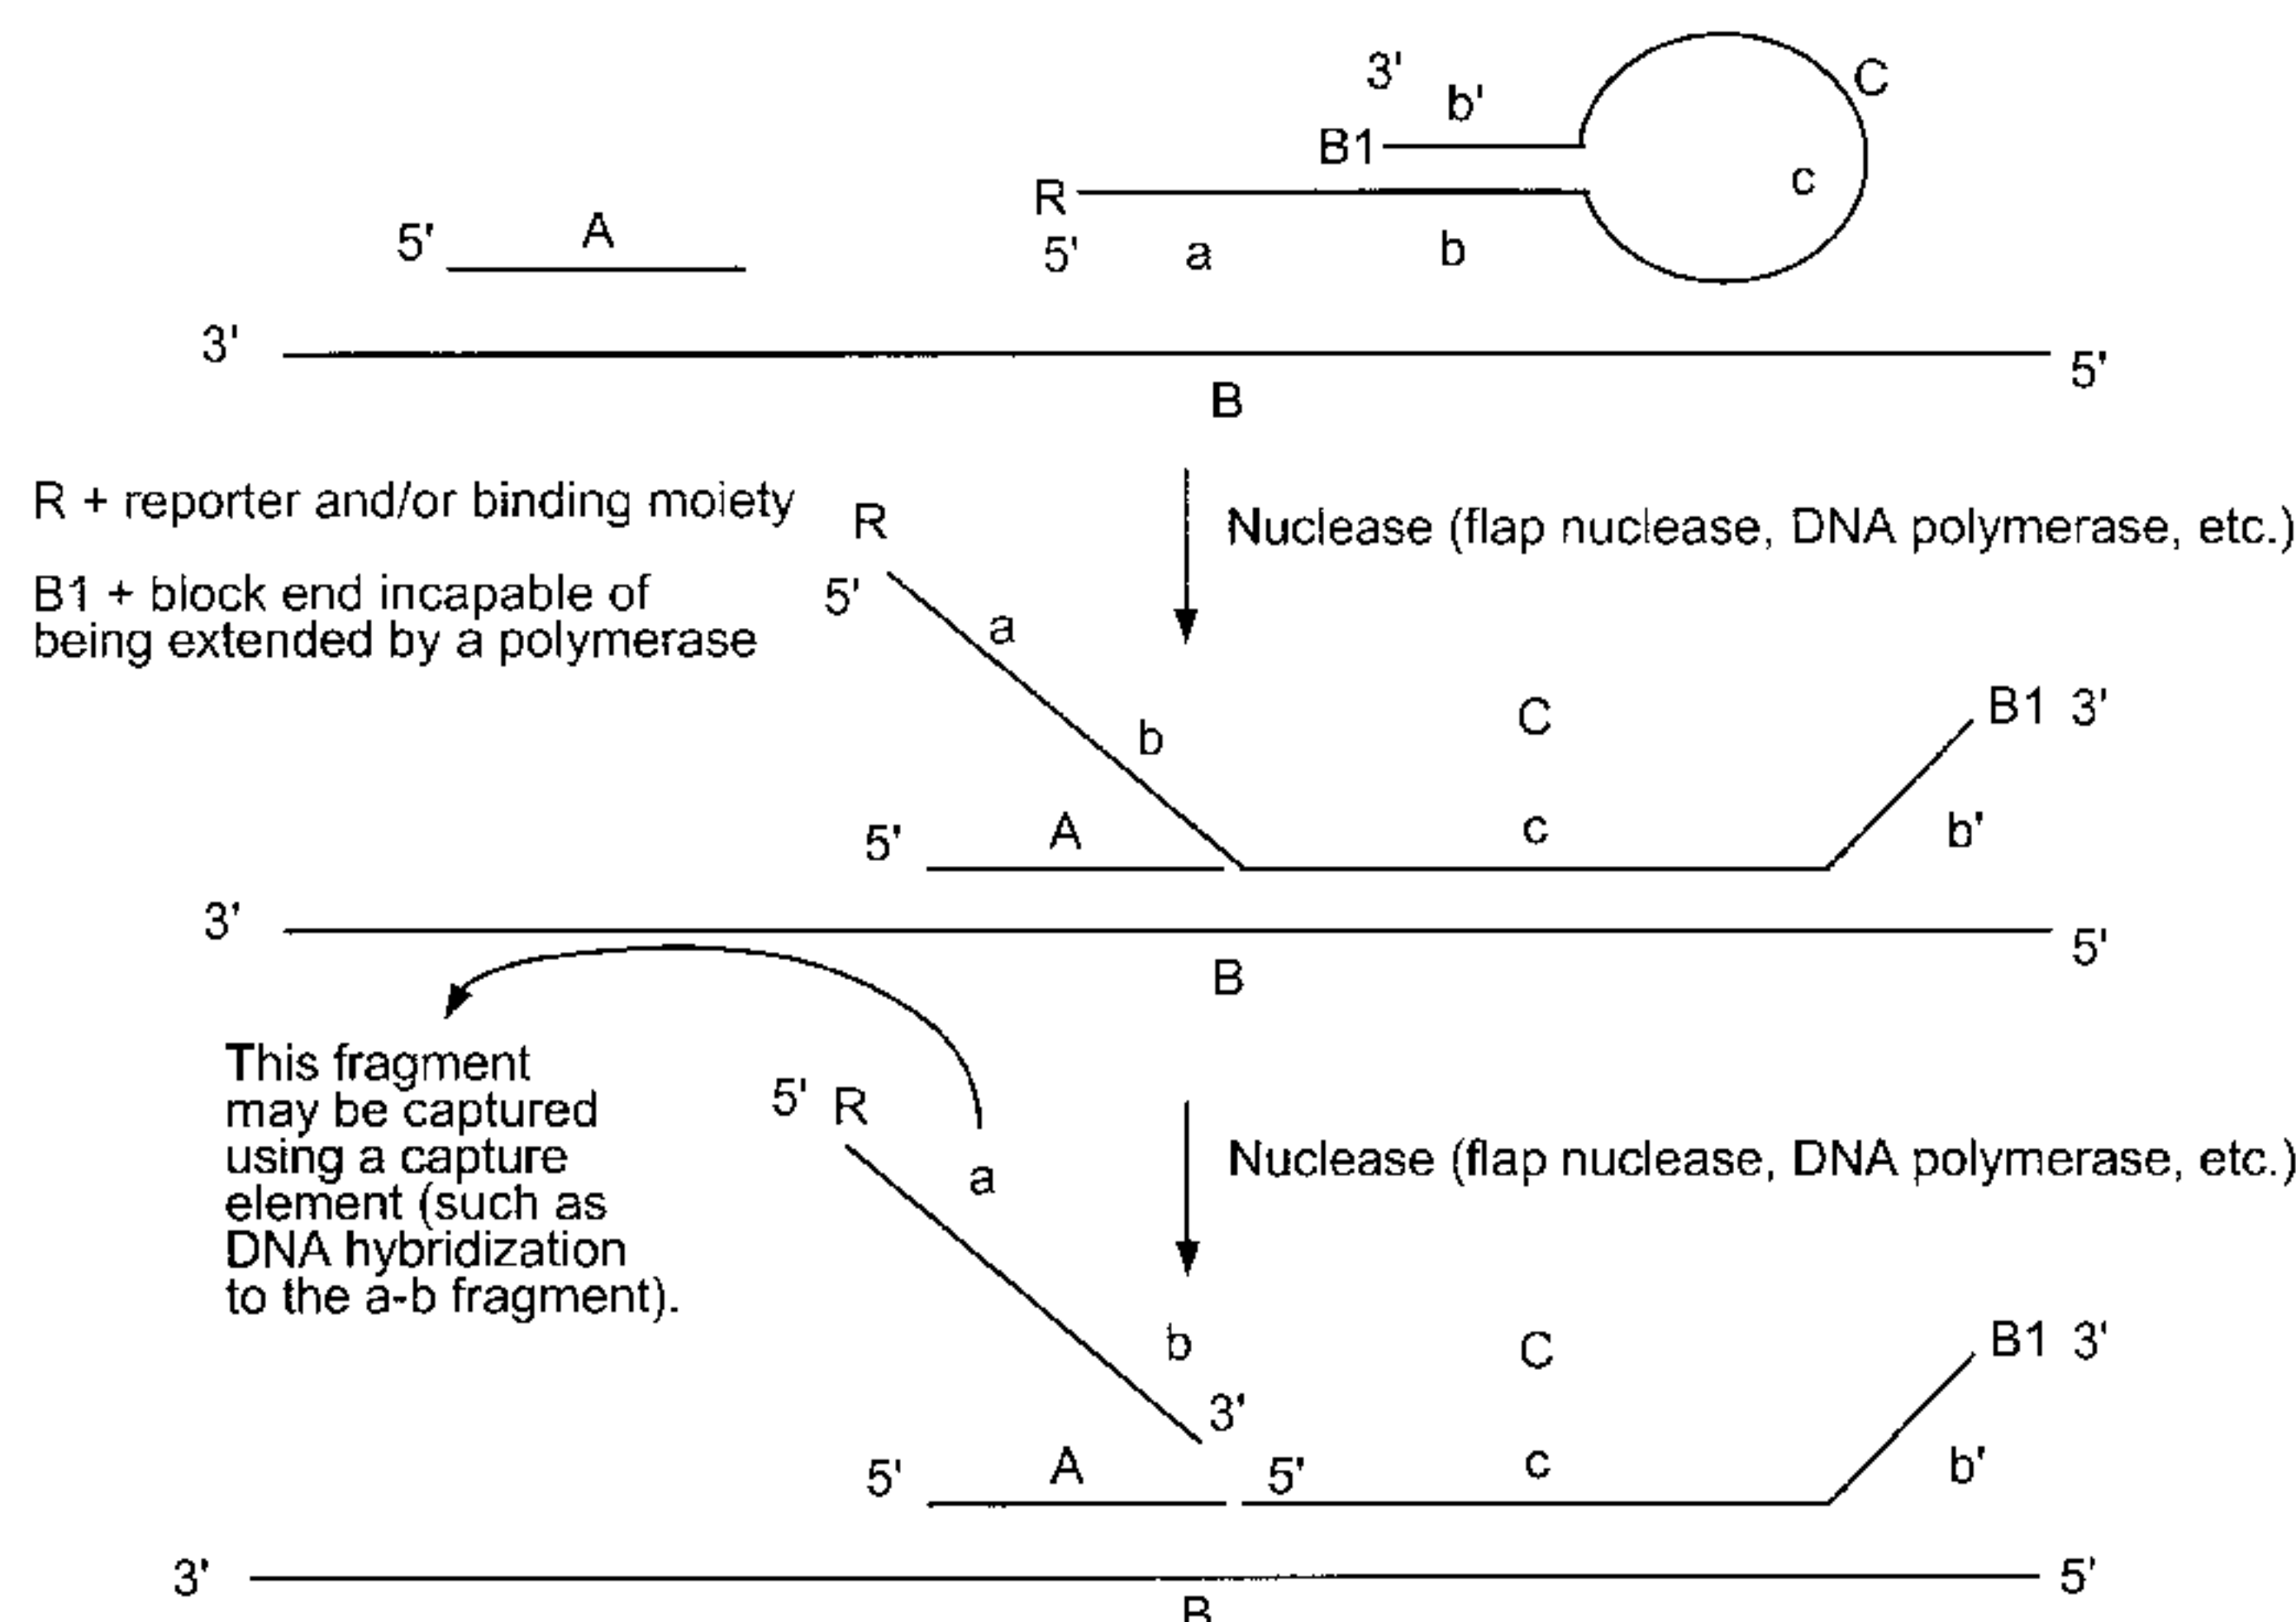 3'
b'
C
B1
c
R
5'
a
b
5'
A
3'
5'
B
R + reporter and/or binding moiety
B1 + block end incapable of
being extended by a polymerase
Nuclease (flap nuclease, DNA polymerase, etc.)
R
5'
a
b
C
B1 3'
5'
A
c
b'
3'
5'
B
This fragment
may be captured
using a capture
element (such as
DNA hybridization
to the a-b fragment).
5' R
a
Nuclease (flap nuclease, DNA polymerase, etc.)
b
3'
C
B1 3'
5'
A
5'
c
b'
3'
5'
B